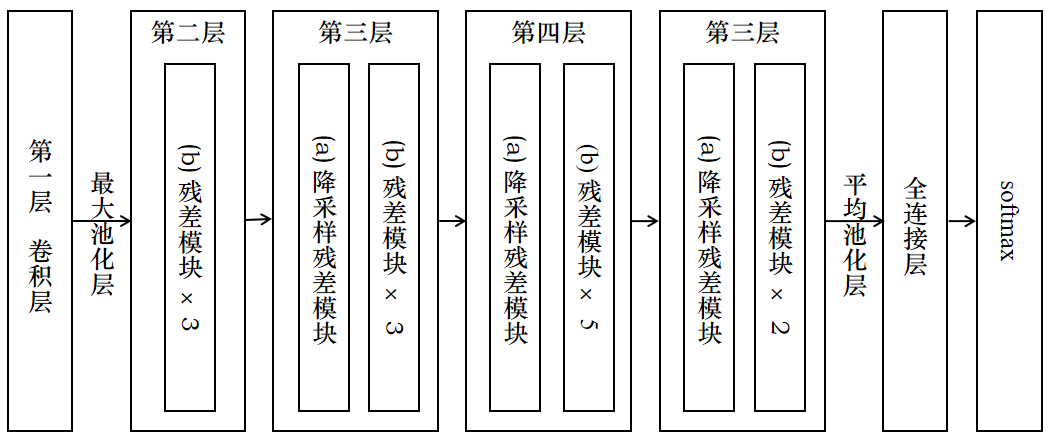 第一层 卷积层
最大池化层
第二层
(b) 残差模块 × 3
第三层
(a) 降采样残差模块
(b) 残差模块 × 3
第四层
(a) 降采样残差模块
(b) 残差模块 × 5
第三层
(a) 降采样残差模块
(b) 残差模块 × 2
平均池化层
全连接层
softmax